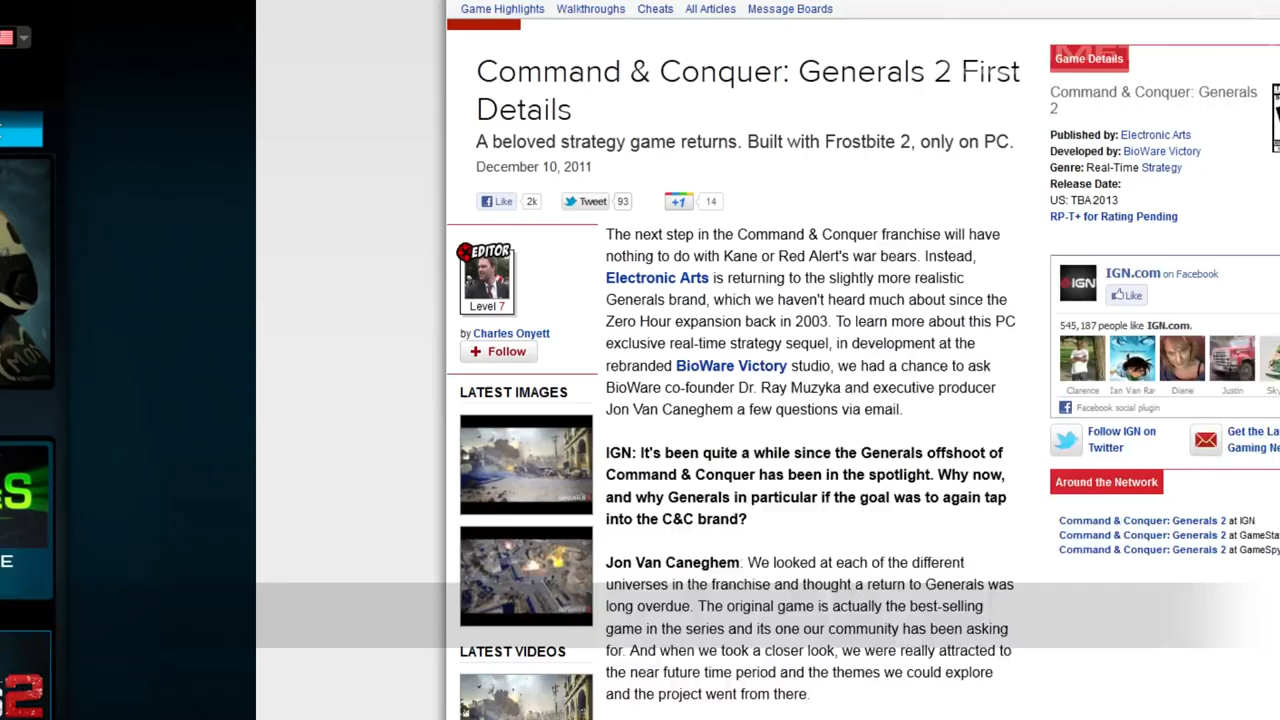 Game Highlights Walkthroughs Cheats All Articles Message Boards
Command & Conquer: Generals 2 First
Details
A beloved strategy game returns. Built with Frostbite 2, only on PC.
December 10, 2011
Like 2k Tweet 93 +1 14
EDITOR
Level 7
by Charles Onyett
+ Follow
LATEST IMAGES
LATEST VIDEOS
The next step in the Command & Conquer franchise will have
nothing to do with Kane or Red Alert's war bears. Instead,
Electronic Arts is returning to the slightly more realistic
Generals brand, which we haven't heard much about since the
Zero Hour expansion back in 2003. To learn more about this PC
exclusive real-time strategy sequel, in development at the
rebranded BioWare Victory studio, we had a chance to ask
BioWare co-founder Dr. Ray Muzyka and executive producer
Jon Van Caneghem a few questions via email.
IGN: It's been quite a while since the Generals offshoot of
Command & Conquer has been in the spotlight. Why now,
and why Generals in particular if the goal was to again tap
into the C&C brand?
Jon Van Caneghem: We looked at each of the different
universes in the franchise and thought a return to Generals was
long overdue. The original game is actually the best-selling
game in the series and its one our community has been asking
for. And when we took a closer look, we were really attracted to
the near future time period and the themes we could explore
and the project went from there.
Game Details
Command & Conquer: Generals
2
Published by: Electronic Arts
Developed by: BioWare Victory
Genre: Real-Time Strategy
Release Date:
US: TBA 2013
RP-T+ for Rating Pending
IGN
IGN.com on Facebook
Like
545,187 people like IGN.com.
Clarence Ian Van Ra Diane Justin Sk
Facebook social plugin
Follow IGN on
Twitter
Get the La
Gaming Ne
Around the Network
Command & Conquer: Generals 2 at IGN
Command & Conquer: Generals 2 at GameSta
Command & Conquer: Generals 2 at GameSpy
S
E
2